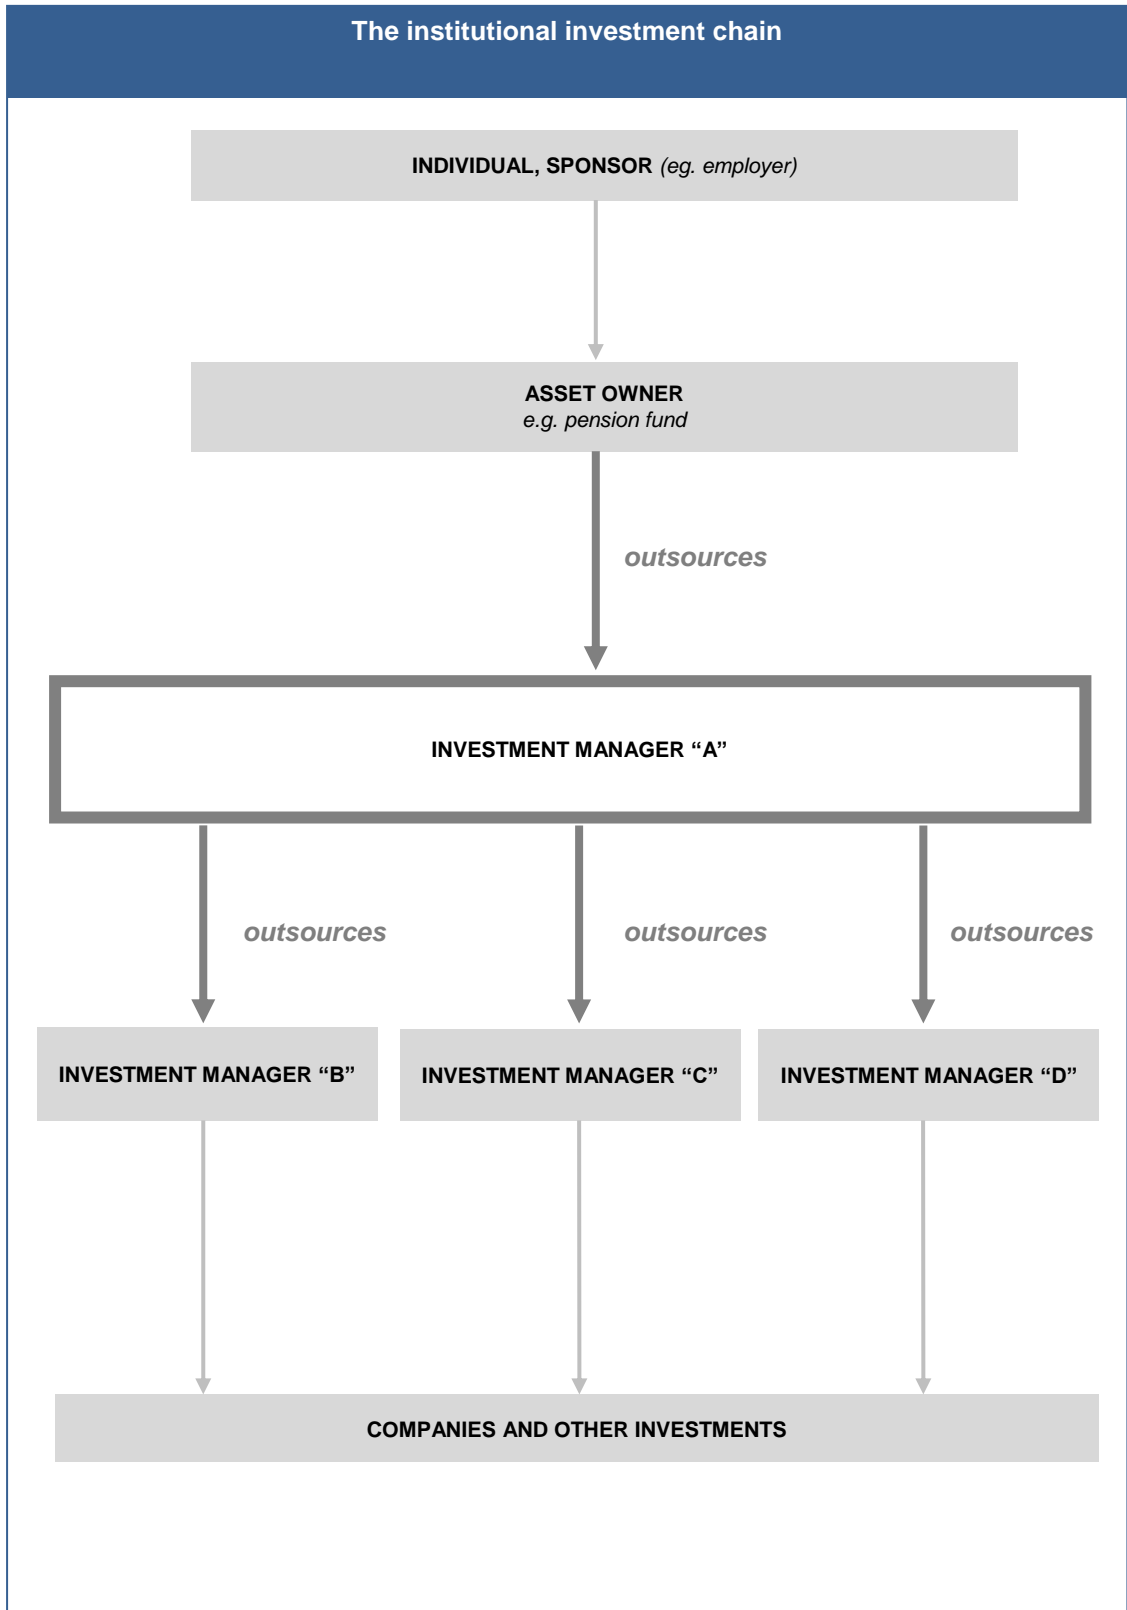 The institutional investment chain
INDIVIDUAL, SPONSOR (eg. employer)
ASSET OWNER
e.g. pension fund
outsources
INVESTMENT MANAGER “A”
outsources
outsources
outsources
INVESTMENT MANAGER “B”
INVESTMENT MANAGER “C”
INVESTMENT MANAGER “D”
COMPANIES AND OTHER INVESTMENTS